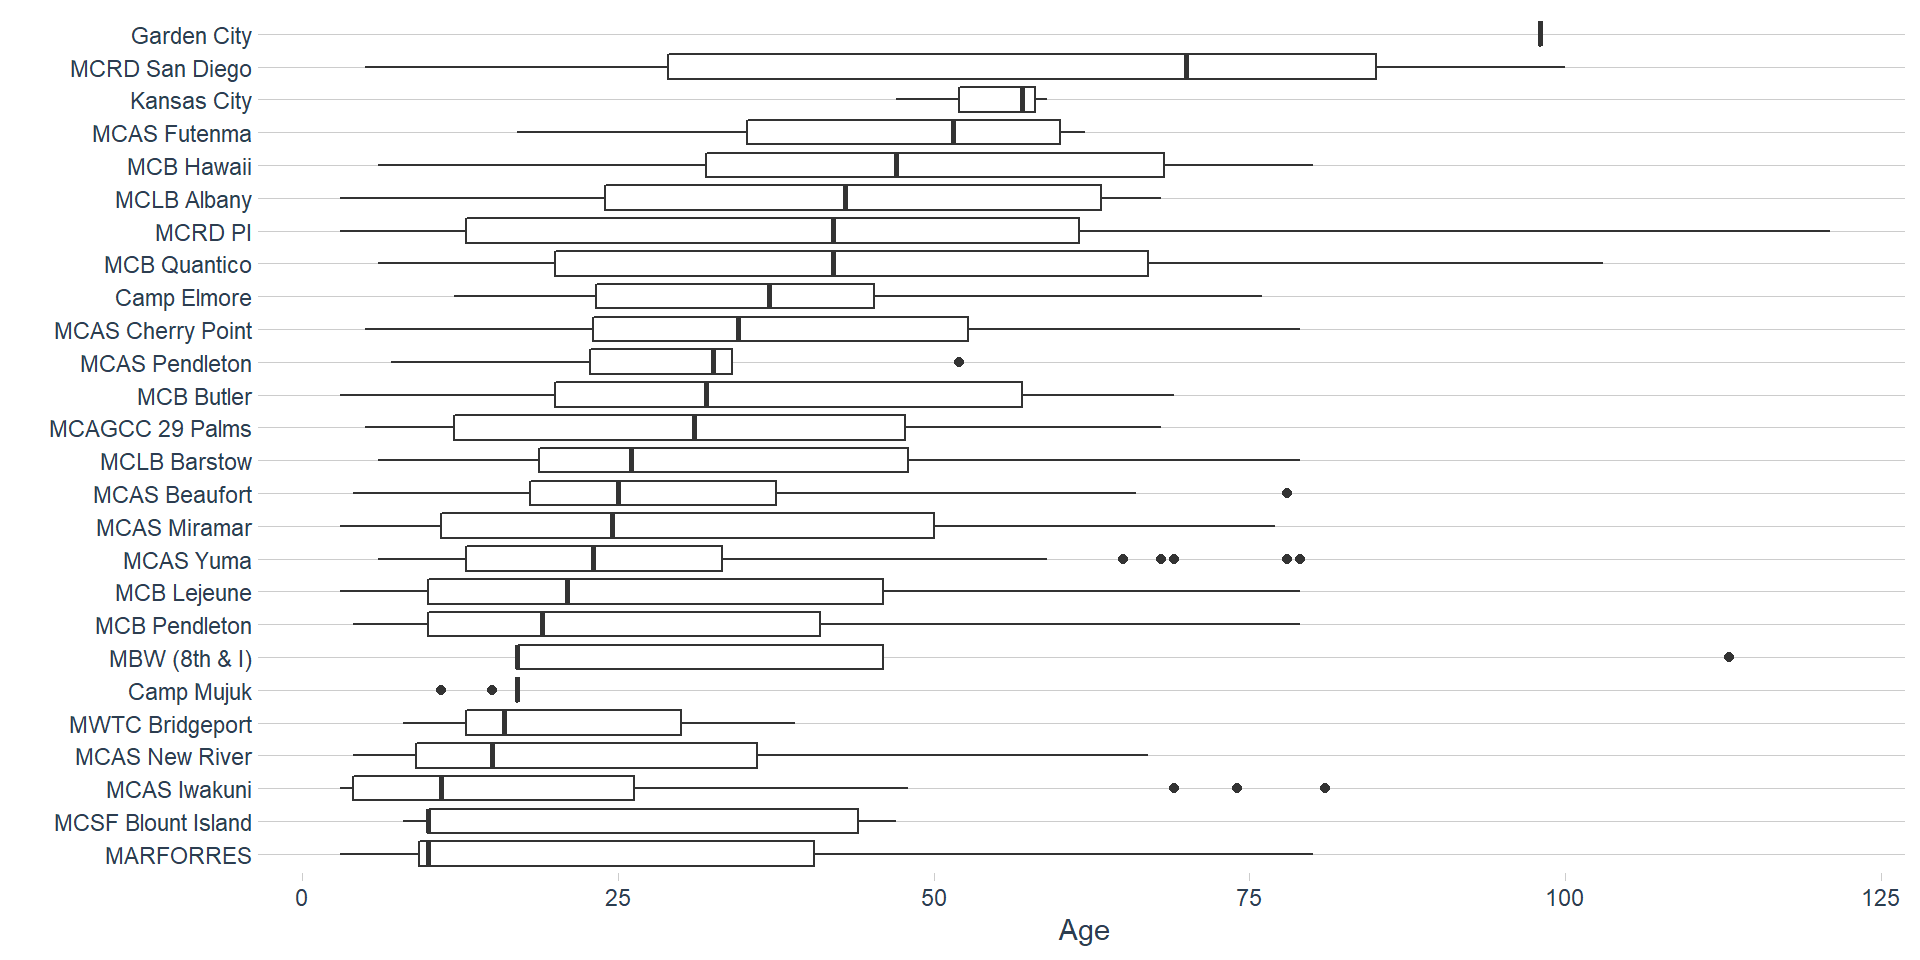 Garden City
MCRD San Diego
Kansas City
MCAS Futenma
MCB Hawaii
MCLB Albany
MCRD PI
MCB Quantico
Camp Elmore
MCAS Cherry Point
MCAS Pendleton
MCB Butler
MCAGCC 29 Palms
MCLB Barstow
MCAS Beaufort
MCAS Miramar
MCAS Yuma
MCB Lejeune
MCB Pendleton
MBW (8th & I)
Camp Mujuk
MWTC Bridgeport
MCAS New River
MCAS Iwakuni
MCSF Blount Island
MARFORRES
0 25 50 75 100 125
Age